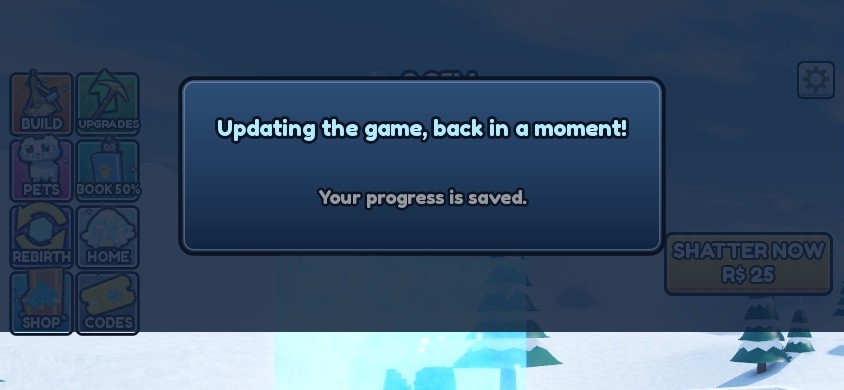 Updating the game, back in a moment!
Your progress is saved.
BUILD
UPGRADES
PETS
BOOK 50%
REBIRTH
HOME
SHOP
CODES
SHATTER NOW
R$ 25